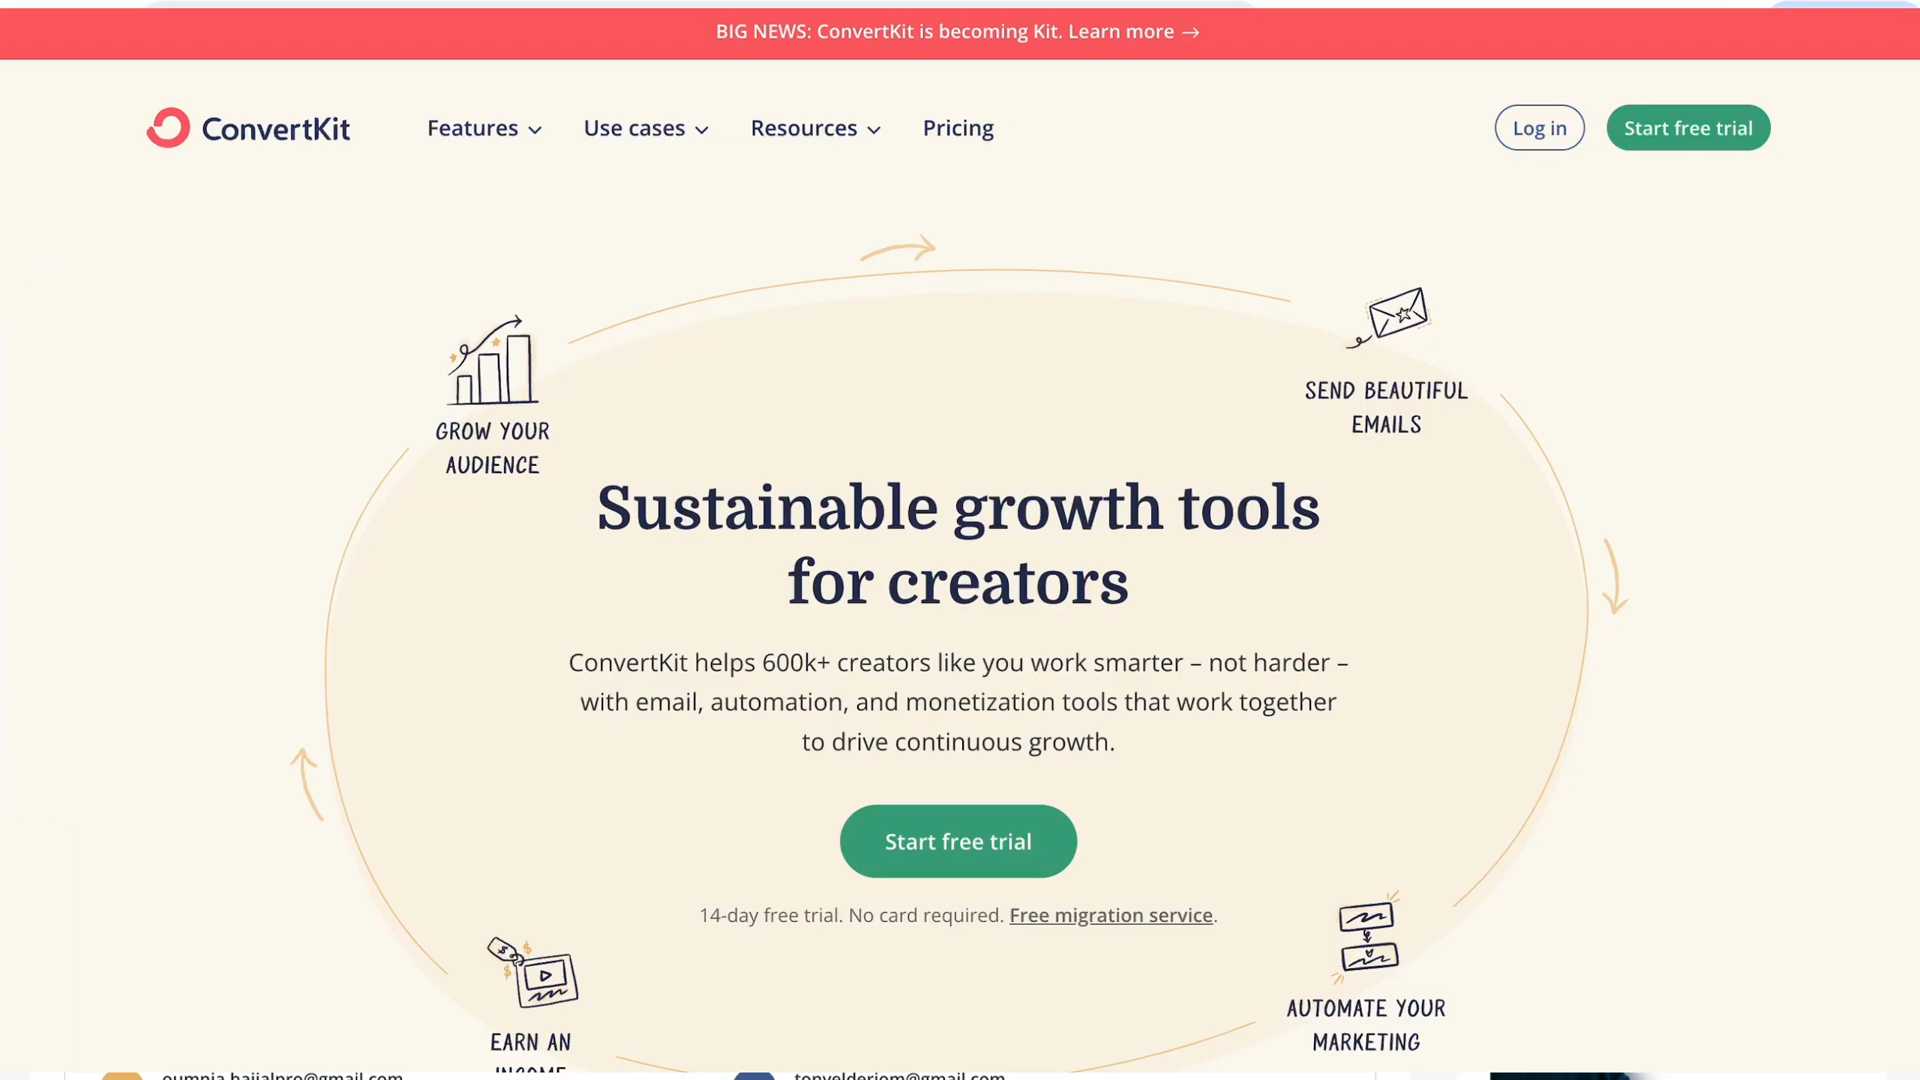 BIG NEWS: ConvertKit is becoming Kit. Learn more →
ConvertKit
Features
Use cases
Resources
Pricing
Log in
Start free trial
GROW YOUR
AUDIENCE
SEND BEAUTIFUL
EMAILS
Sustainable growth tools
for creators
ConvertKit helps 600k+ creators like you work smarter – not harder –
with email, automation, and monetization tools that work together
to drive continuous growth.
Start free trial
14-day free trial. No card required. Free migration service.
EARN AN
INCOME
AUTOMATE YOUR
MARKETING